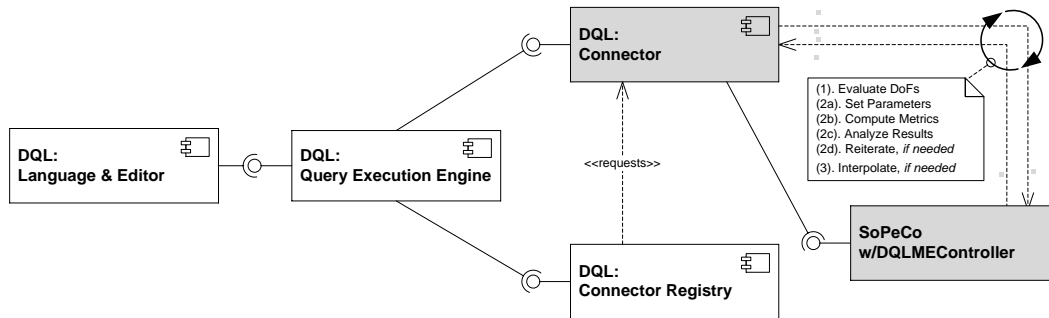 DQL:
Connector
(1). Evaluate DoFs
(2a). Set Parameters
(2b). Compute Metrics
(2c). Analyze Results
(2d). Reiterate, if needed
(3). Interpolate, if needed
DQL:
Language & Editor
DQL:
Query Execution Engine
<<requests>>
SoPeCo
w/DQLMEController
DQL:
Connector Registry